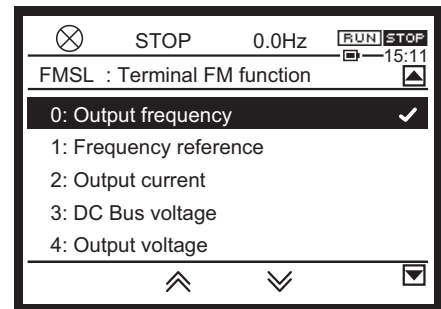 STOP 0.0Hz RUN STOP
15:11
FMSL : Terminal FM function
0: Output frequency
1: Frequency reference
2: Output current
3: DC Bus voltage
4: Output voltage